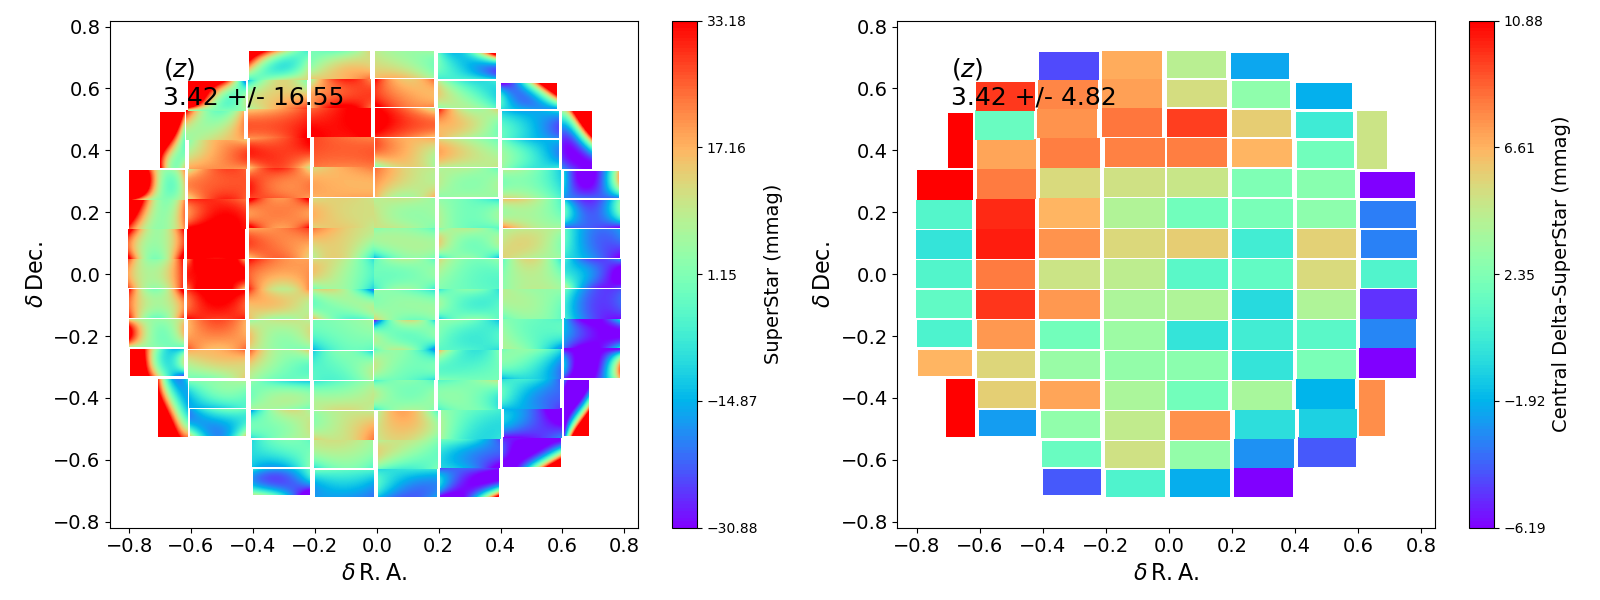 (z)
3.42 +/- 16.55
0.8
0.6
0.4
0.2
0.0
−0.2
−0.4
−0.6
−0.8
δ Dec.
−0.8 −0.6 −0.4 −0.2 0.0 0.2 0.4 0.6 0.8
δ R. A.
33.18
17.16
1.15
−14.87
−30.88
SuperStar (mmag)
(z)
3.42 +/- 4.82
0.8
0.6
0.4
0.2
0.0
−0.2
−0.4
−0.6
−0.8
δ Dec.
−0.8 −0.6 −0.4 −0.2 0.0 0.2 0.4 0.6 0.8
δ R. A.
10.88
6.61
2.35
−1.92
−6.19
Central Delta-SuperStar (mmag)